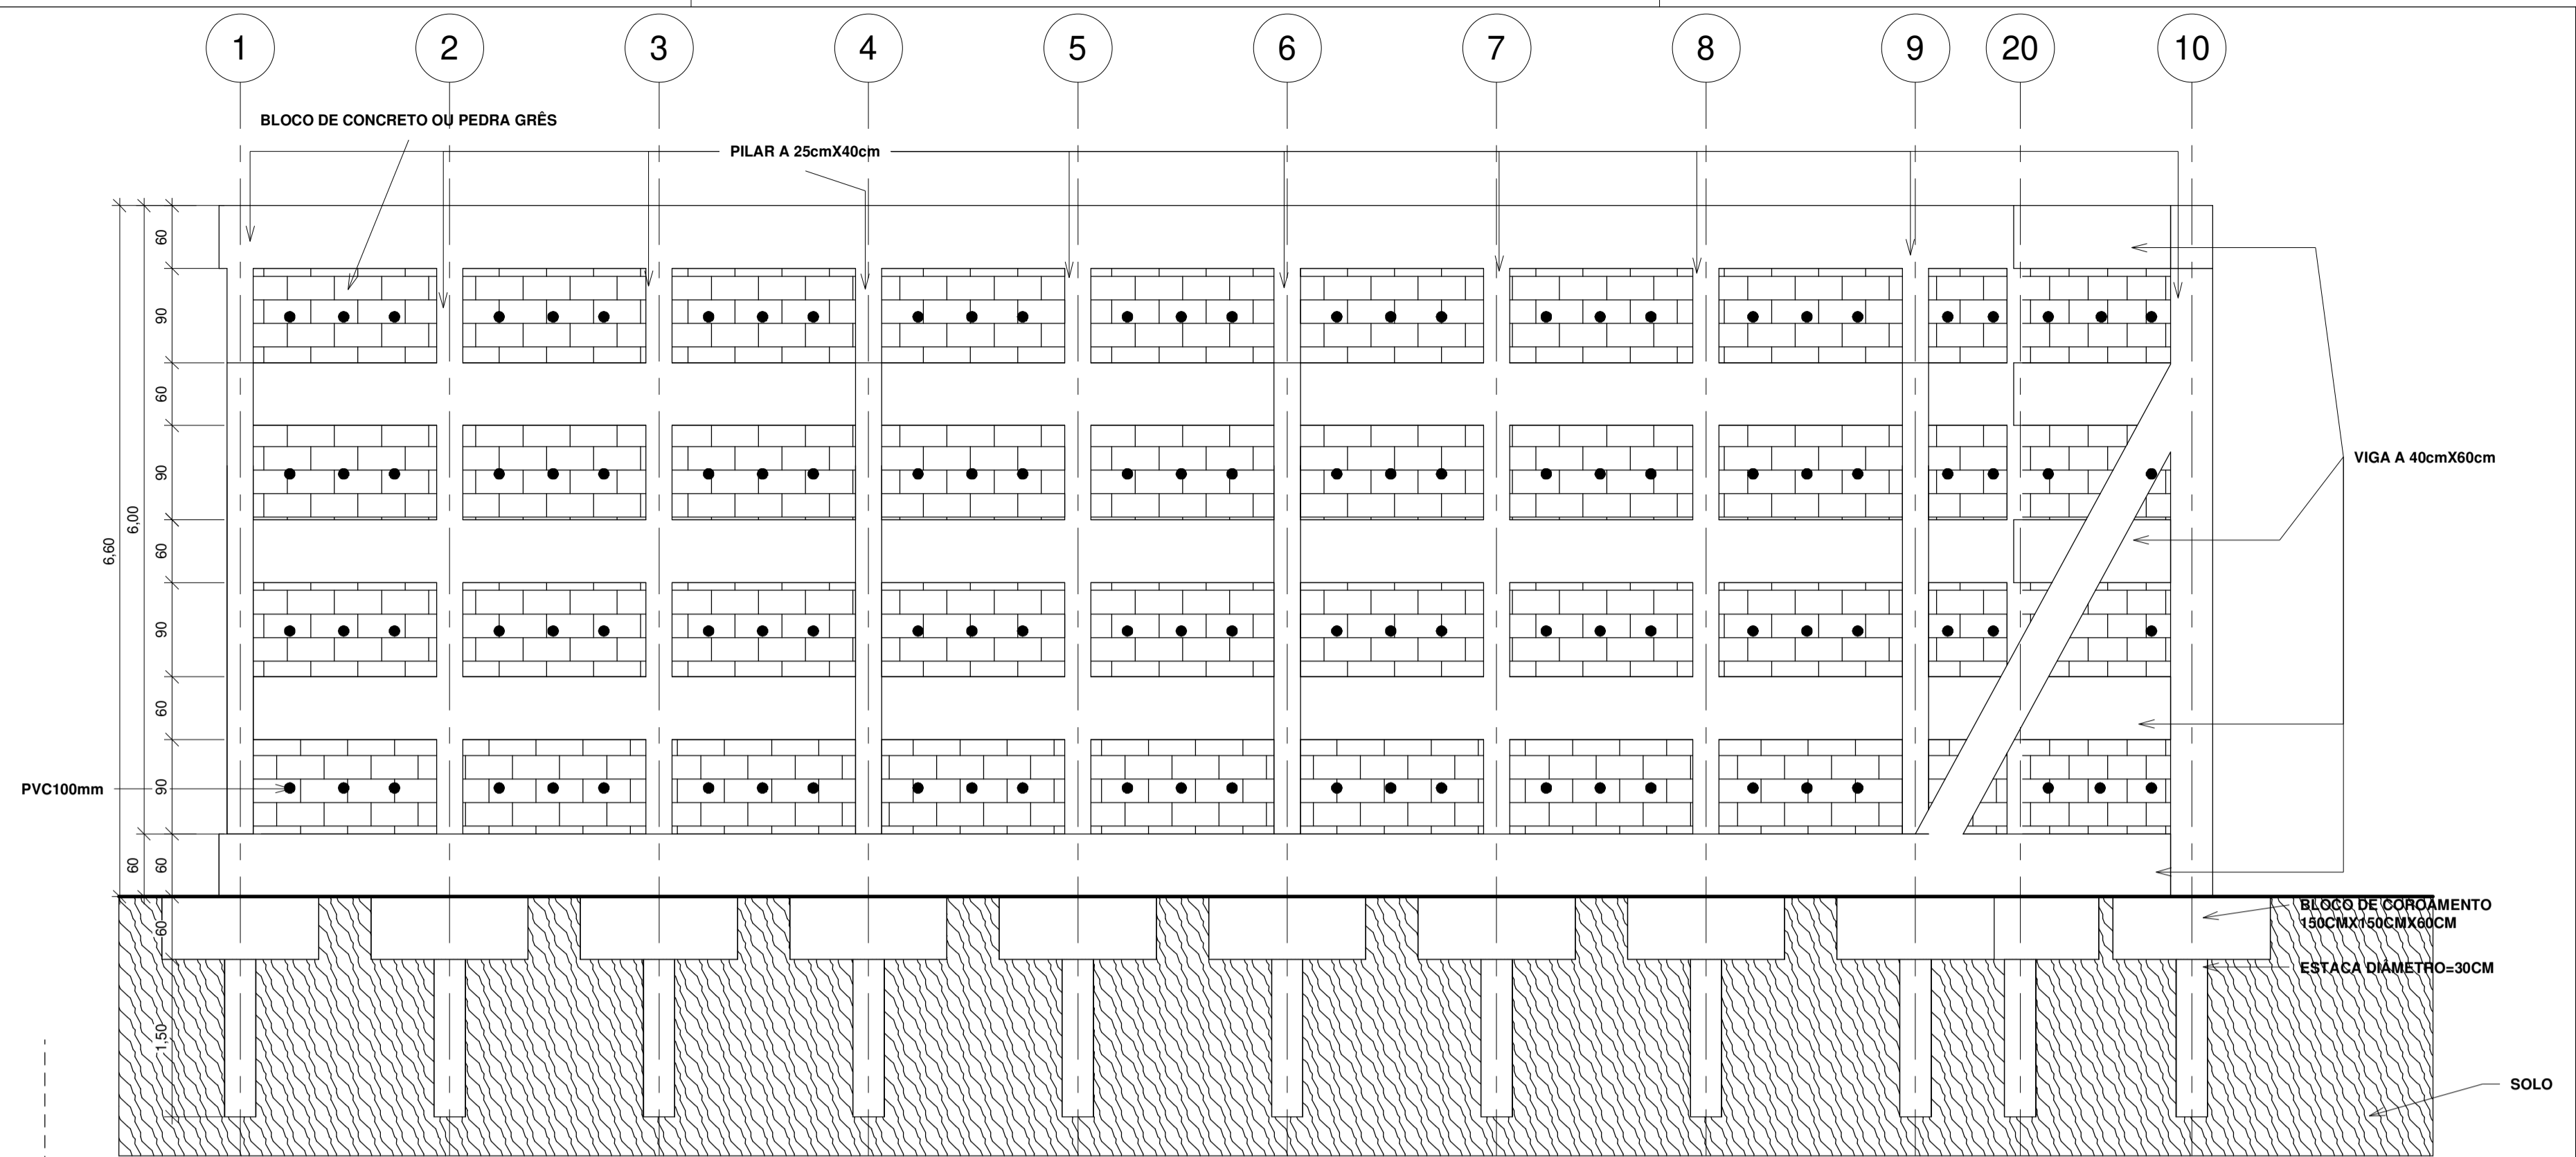 1 2 3 4 5 6 7 8 9 20 10
BLOCO DE CONCRETO OU PEDRA GRÊS
PILAR A 25cmX40cm
60
90
60
90
6,00
VIGA A 40cmX60cm
6,60
60
90
60
PVC100mm
90
60
60
BLOCO DE COROAMENTO
150CMX150CMX60CM
60
ESTACA DIÂMETRO=30CM
1,50
SOLO